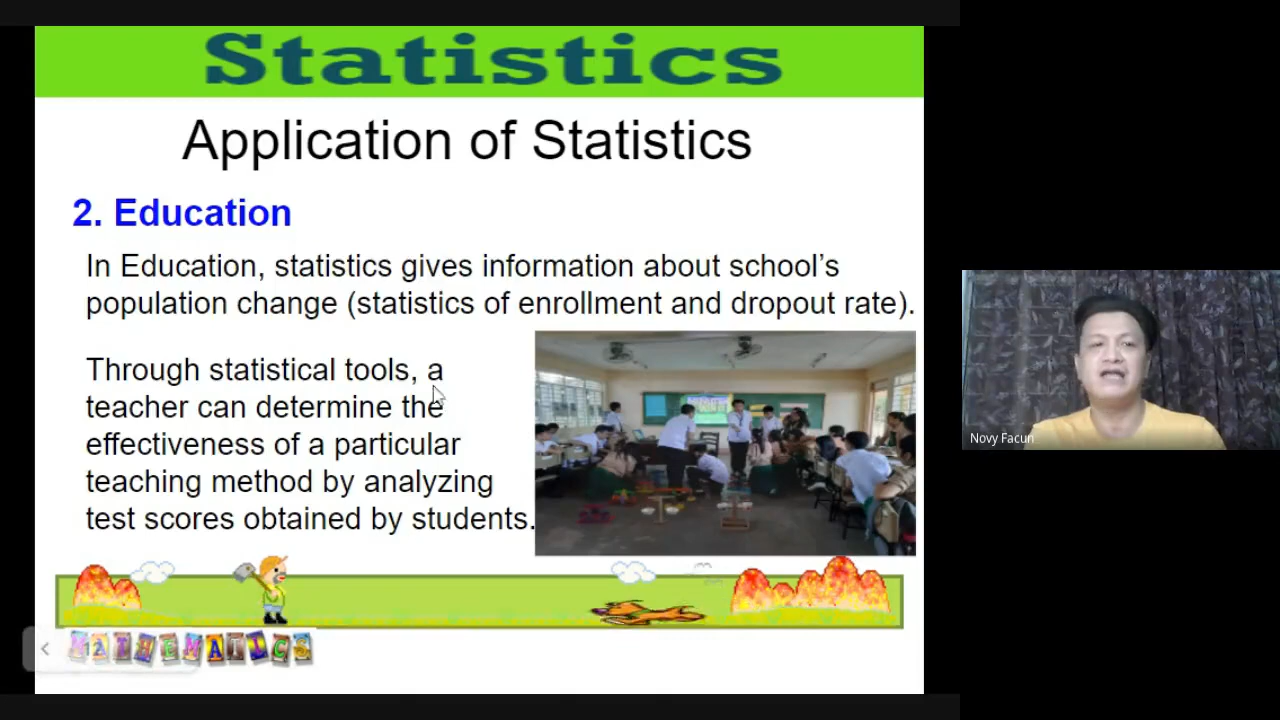 Statistics
Application of Statistics
2. Education
In Education, statistics gives information about school's
population change (statistics of enrollment and dropout rate).
Through statistical tools, a
teacher can determine the
effectiveness of a particular
teaching method by analyzing
test scores obtained by students.
MATHEMATICS
12
Novy Facun